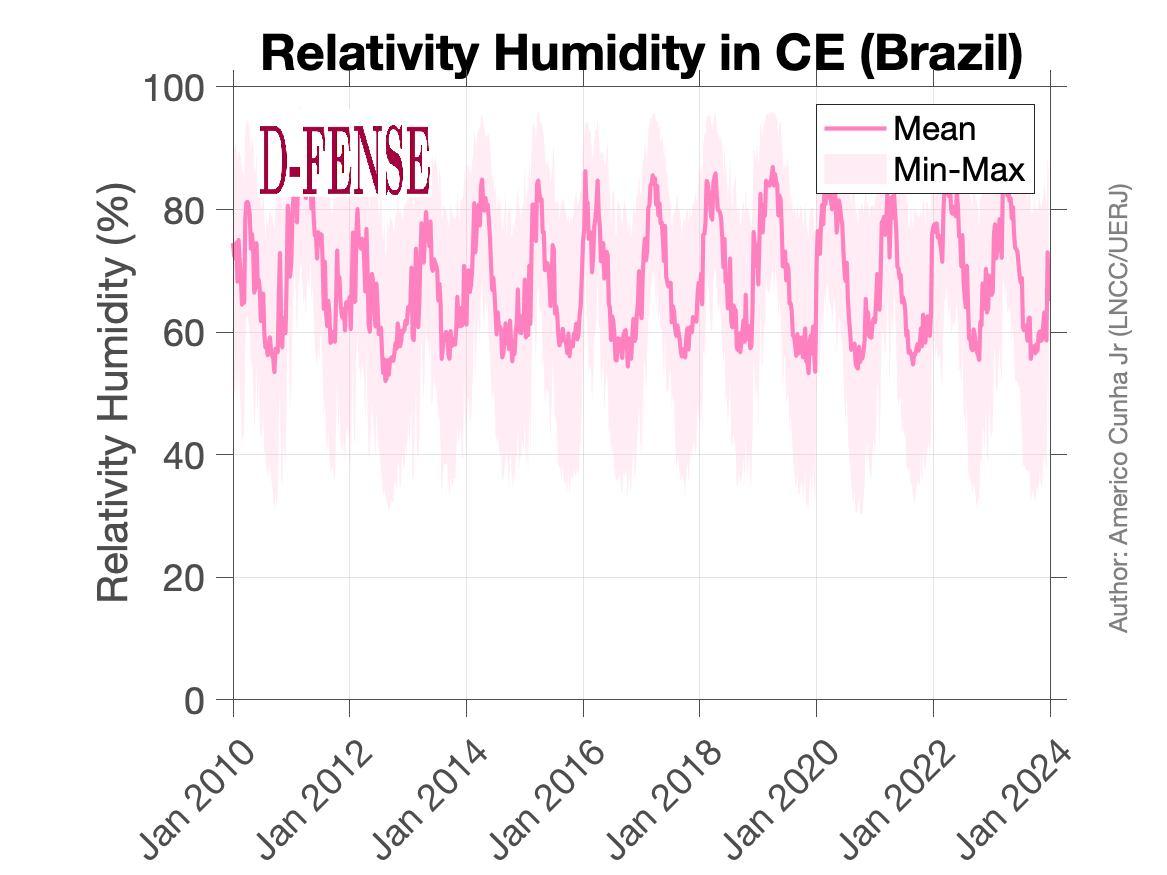 Relativity Humidity in CE (Brazil)
D-FENSE
Mean
Min-Max
Relativity Humidity (%)
100
80
60
40
20
0
Jan 2010
Jan 2012
Jan 2014
Jan 2016
Jan 2018
Jan 2020
Jan 2022
Jan 2024
Author: Americo Cunha Jr (LNCC/UERJ)